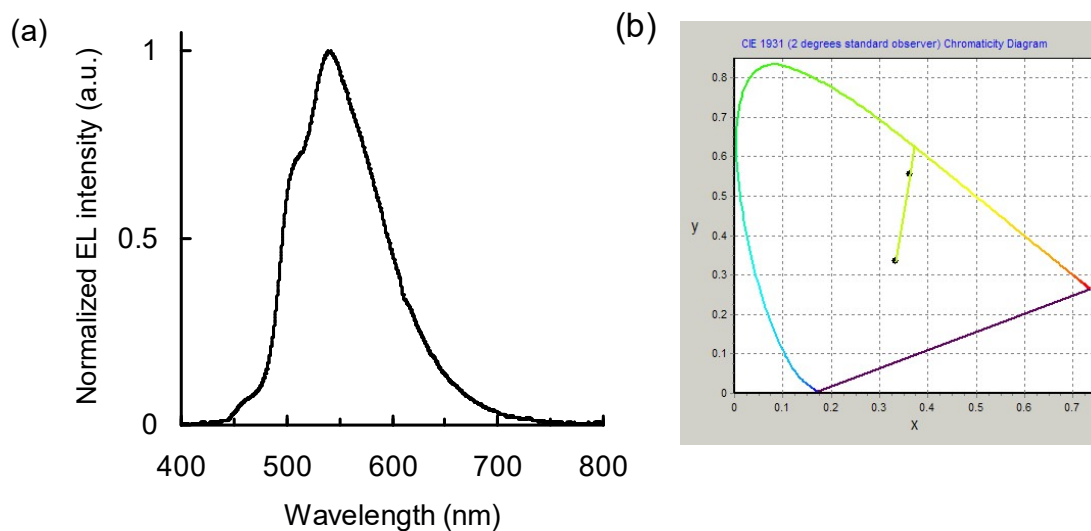 (a)
Normalized EL intensity (a.u.)
1
0.5
0
400 500 600 700 800
Wavelength (nm)
(b)
CIE 1931 (2 degrees standard observer) Chromaticity Diagram
0.8
0.7
0.6
0.5
0.4
0.3
0.2
0.1
0
y
0 0.1 0.2 0.3 0.4 0.5 0.6 0.7
x